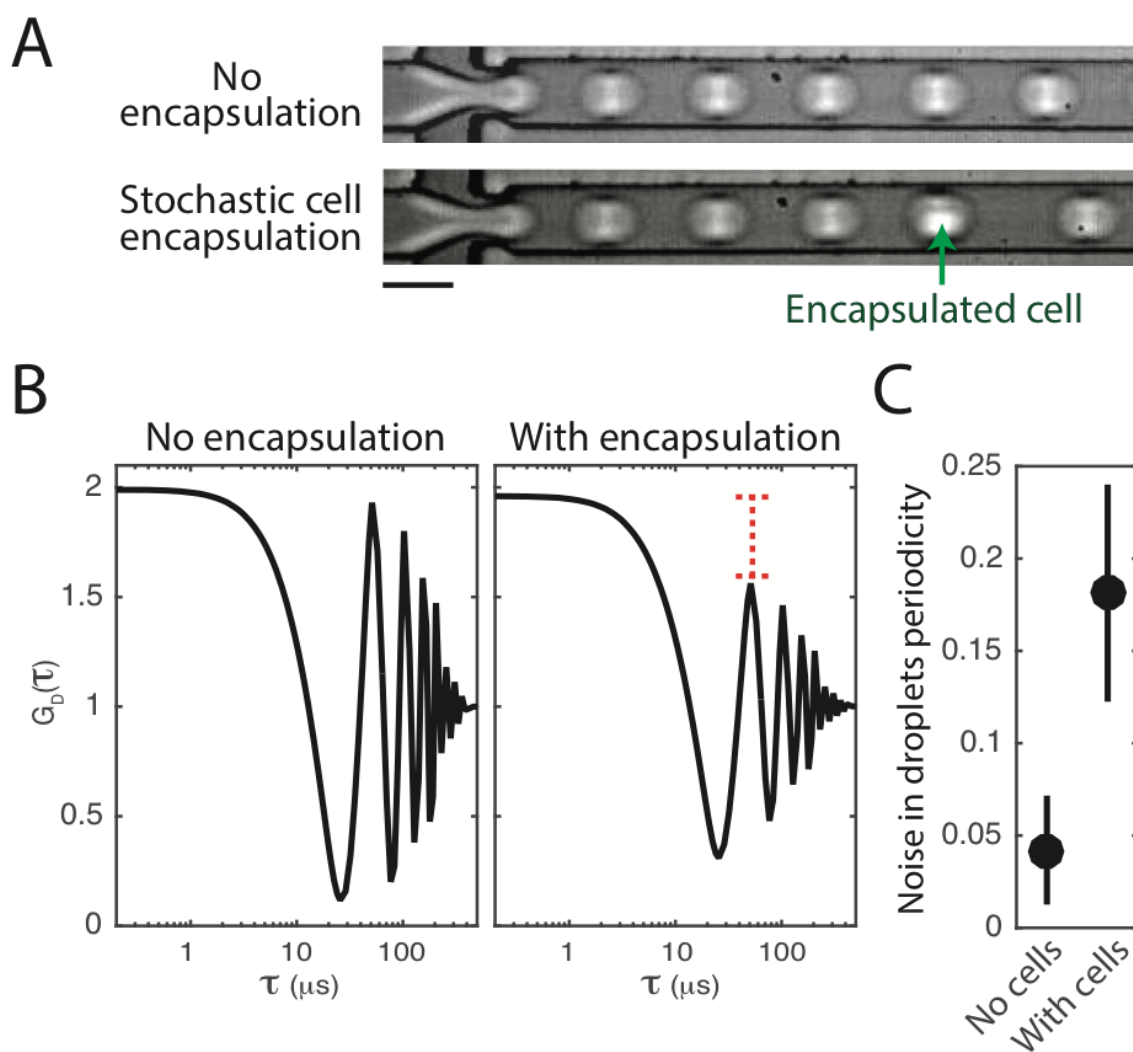 A
No
encapsulation
Stochastic cell
encapsulation
Encapsulated cell
B
No encapsulation
With encapsulation
G_D(τ)
2
1.5
1
0.5
0
1
10
100
τ (μs)
1
10
100
τ (μs)
C
Noise in droplets periodicity
0.25
0.2
0.15
0.1
0.05
0
No cells
With cells